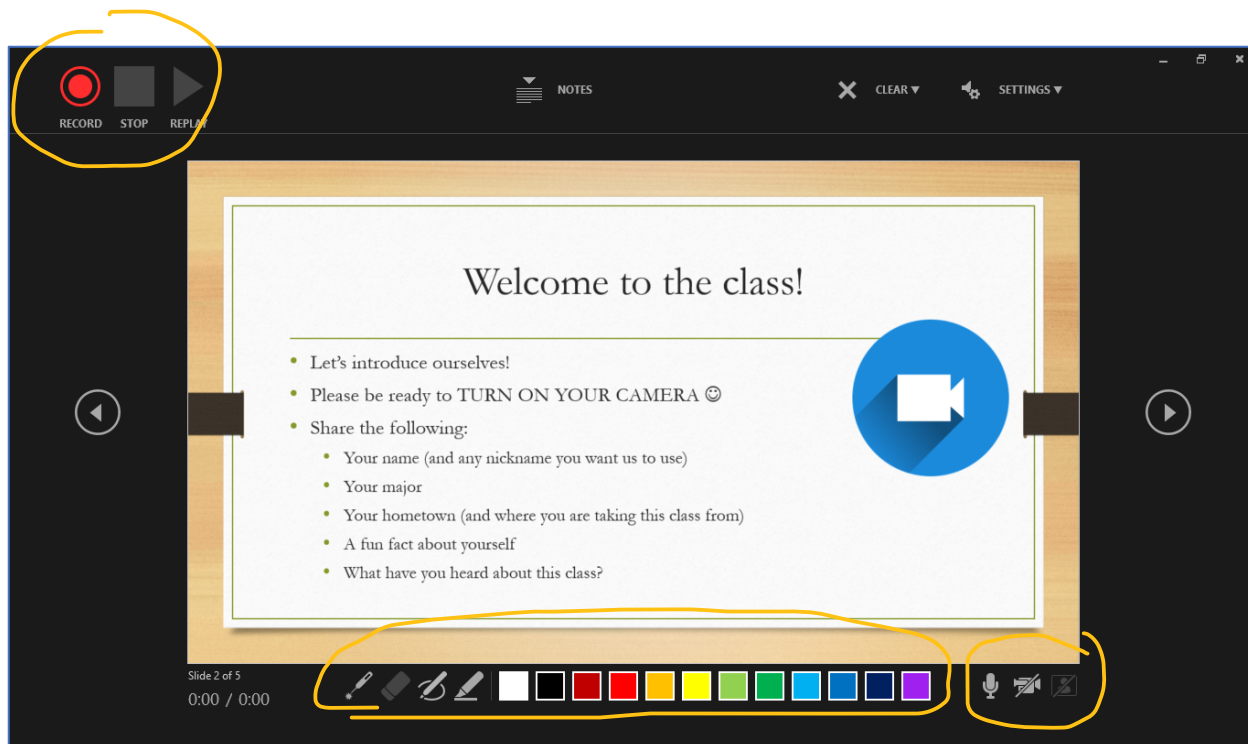 NOTES
CLEAR ▼
SETTINGS ▼
RECORD STOP REPLAY
Welcome to the class!
• Let's introduce ourselves!
• Please be ready to TURN ON YOUR CAMERA ☺
• Share the following:
• Your name (and any nickname you want us to use)
• Your major
• Your hometown (and where you are taking this class from)
• A fun fact about yourself
• What have you heard about this class?
Slide 2 of 5
0:00 / 0:00